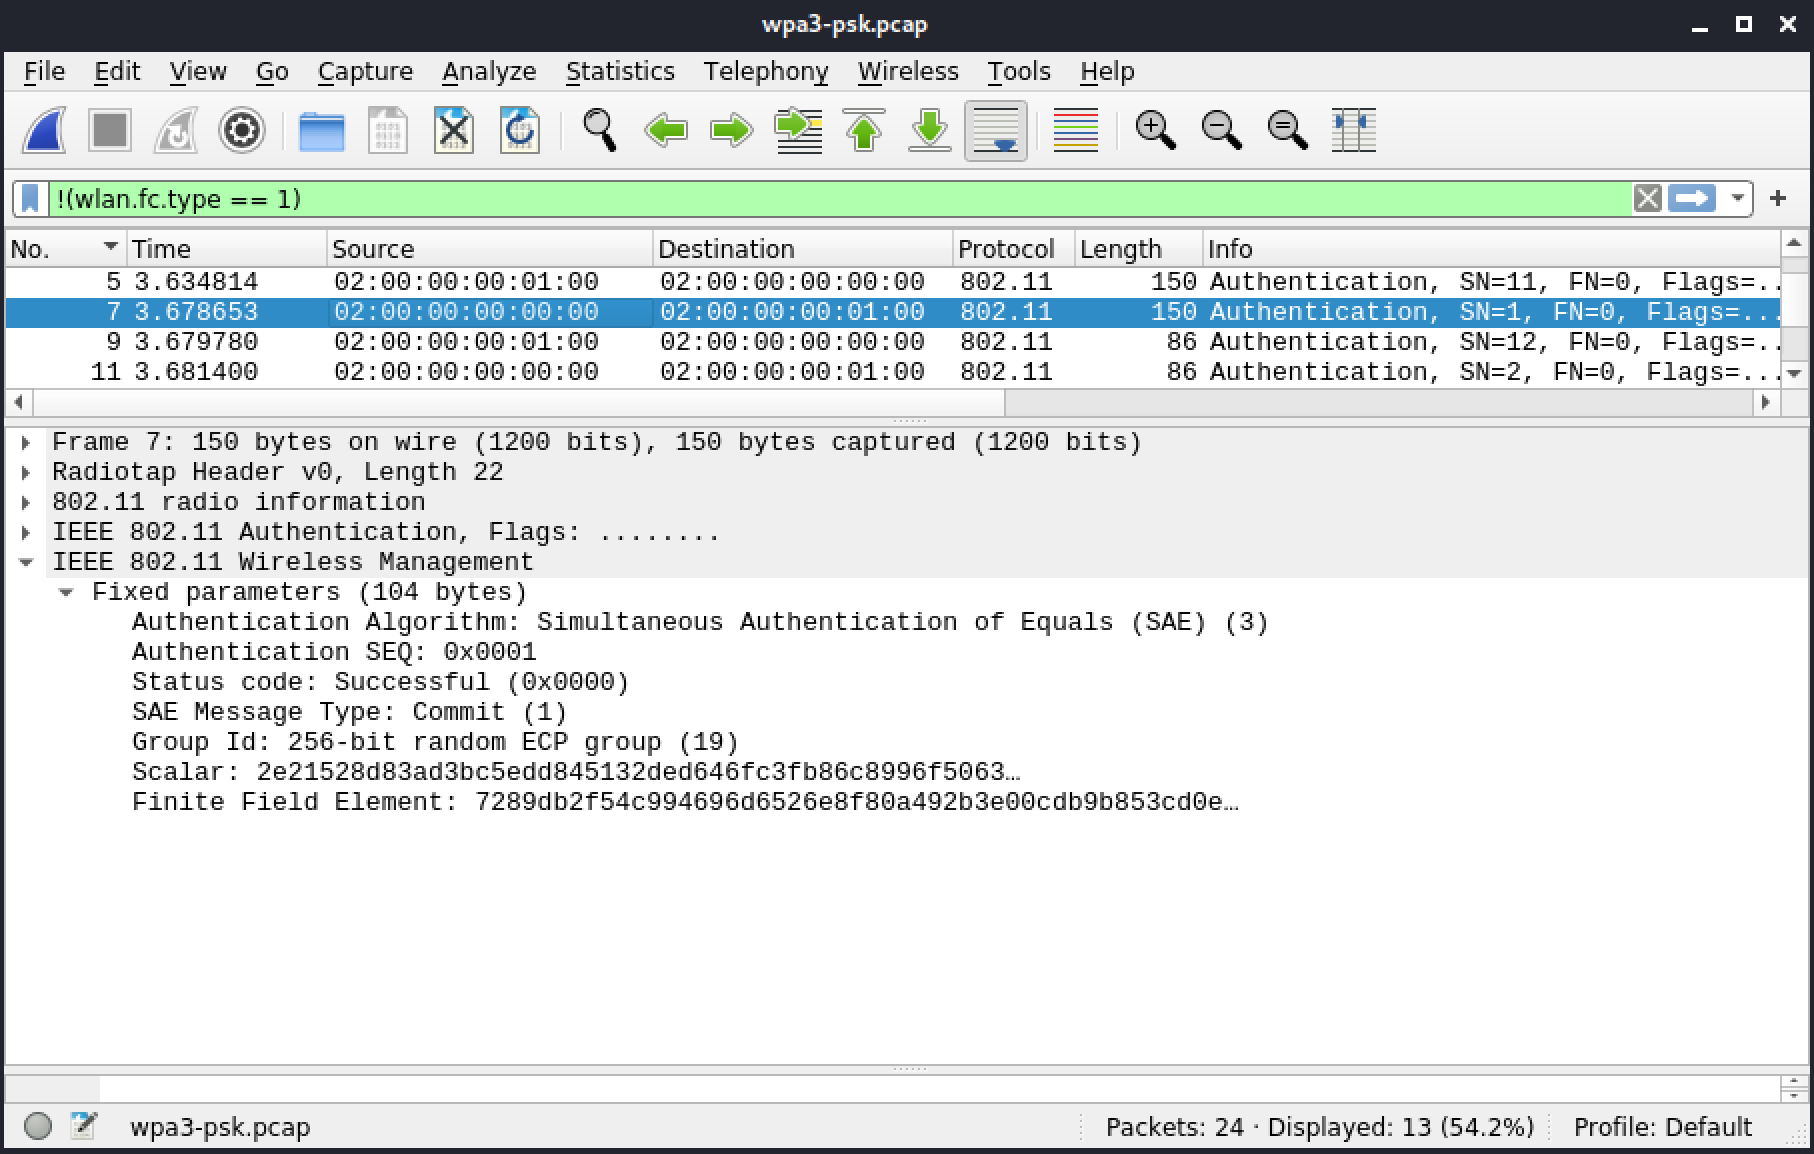 wpa3-psk.pcap
File Edit View Go Capture Analyze Statistics Telephony Wireless Tools Help
!(wlan.fc.type == 1)
+
No. Time Source Destination Protocol Length Info
5 3.634814 02:00:00:00:01:00 02:00:00:00:00:00 802.11 150 Authentication, SN=11, FN=0, Flags=..
7 3.678653 02:00:00:00:00:00 02:00:00:00:01:00 802.11 150 Authentication, SN=1, FN=0, Flags=...
9 3.679780 02:00:00:00:01:00 02:00:00:00:00:00 802.11 86 Authentication, SN=12, FN=0, Flags=..
11 3.681400 02:00:00:00:00:00 02:00:00:00:01:00 802.11 86 Authentication, SN=2, FN=0, Flags=...
Frame 7: 150 bytes on wire (1200 bits), 150 bytes captured (1200 bits)
Radiotap Header v0, Length 22
802.11 radio information
IEEE 802.11 Authentication, Flags: ........
IEEE 802.11 Wireless Management
Fixed parameters (104 bytes)
Authentication Algorithm: Simultaneous Authentication of Equals (SAE) (3)
Authentication SEQ: 0x0001
Status code: Successful (0x0000)
SAE Message Type: Commit (1)
Group Id: 256-bit random ECP group (19)
Scalar: 2e21528d83ad3bc5edd845132ded646fc3fb86c8996f5063…
Finite Field Element: 7289db2f54c994696d6526e8f80a492b3e00cdb9b853cd0e…
wpa3-psk.pcap
Packets: 24 · Displayed: 13 (54.2%)
Profile: Default